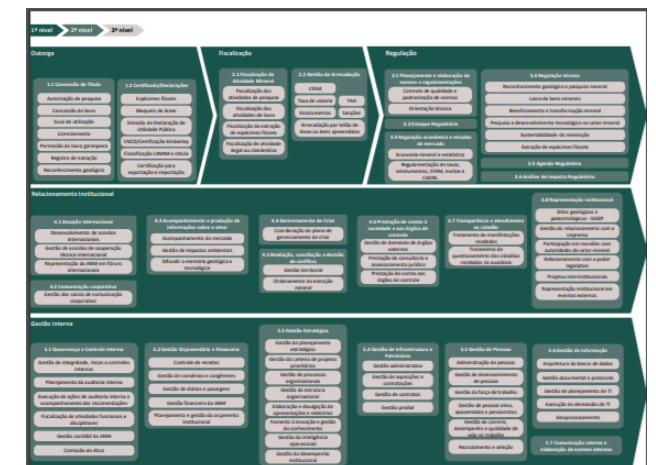 1º nível
2º nível
3º nível
Outorga
1.1 Concessão de Título
Autorização de pesquisa
Concessão de lavra
Guia de utilização
Licenciamento
Permissão de lavra garimpeira
Registro de extração
Reconhecimento geológico
1.2 Certificado/Declarações
Espécimes fósseis
Bloqueio de áreas
Emissão de Declaração de
Utilidade Pública
CNCD/Certificação Kimberley
Classificação LAMIM e rótulo
Certificação para
exportação e importação
Fiscalização
2.1 Fiscalização da
Atividade Mineral
Fiscalização das
atividades de pesquisa
Fiscalização das
atividades de lavra
Fiscalização da extração
de espécimes fósseis
Fiscalização de atividade
ilegal ou clandestina
2.2 Gestão da Arrecadação
CFEM
Taxa de vistoria
TAH
Emolumentos
Sanções
Arrecadação por leilão de
áreas ou bens apreendidos
Regulação
3.1 Planejamento e elaboração de
normas e regulamentações
Controle de qualidade e
padronização de normas
Orientação técnica
3.2 Estoque Regulatório
3.3 Regulação econômica e estudos
de mercado
Economia mineral e estatística
Regulamentação de taxas,
emolumentos, CFEM, multas e
3.4 Regulação técnica
Reconhecimento geológico e pesquisa mineral
Lavra de bens minerais
Beneficiamento e transformação mineral
Pesquisa e desenvolvimento tecnológico no setor mineral
Sustentabilidade da mineração
Extração de espécimes fósseis
3.5 Agenda Regulatória
3.6 Análise de Impacto Regulatório
Relacionamento Institucional
4.1 Atuação internacional
Desenvolvimento de acordos
internacionais
Gestão de acordos de cooperação
técnica internacional
Representação da ANM em fóruns
internacionais
4.2 Comunicação corporativa
Gestão dos canais de comunicação
corporativo
4.3 Acompanhamento e produção de
informações sobre o setor
Acompanhamento do mercado
Gestão de impactos ambientais
Difundir a memória geológica e
tecnológica
4.4 Gerenciamento de Crise
Coordenação do plano de
gerenciamento de crise
4.5 Mediação, conciliação e decisão
de conflitos
Gestão territorial
Ordenamento da extração
mineral
4.6 Prestação de contas à
sociedade e aos órgãos de
controle
Gestão de demanda de órgãos
externos
Prestação de consultoria e
assessoramento jurídico
Prestação de contas aos
órgãos de controle
4.7 Transparência e atendimento
ao cidadão
Tratamento de manifestações
recebidas
Tratamento de
questionamento dos cidadãos
recebidas na ouvidoria
4.8 Representação institucional
Sítios geológicos e
paleontológicos - SIGEP
Gestão do relacionamento com a
imprensa
Participação em reuniões com
autoridades do setor mineral
Relacionamento com o poder
legislativo
Projetos interinstitucionais
Representação institucional em
eventos externos
Gestão Interna
5.1 Governança e Controle Interno
Gestão de integridade, riscos e controles
internos
Planejamento da auditoria interna
Execução de ações de auditoria interna e
acompanhamento das recomendações
Fiscalização de atividades funcionais e
disciplinares
Gestão contábil da ANM
Comissão de ética
5.2 Gestão Orçamentária e Financeira
Controle de receitas
Gestão de convênios e congêneres
Gestão de diárias e passagens
Gestão financeira da ANM
Planejamento e gestão do orçamento
institucional
5.3 Gestão Estratégica
Gestão do planejamento
estratégico
Gestão da carteira de projetos
prioritários
Gestão de processos
organizacionais
Gestão da estrutura
organizacional
Elaboração e divulgação de
apresentações e relatórios
Fomento à inovação e gestão
do conhecimento
Gestão da inteligência
operacional
Gestão do desempenho
institucional
5.4 Gestão de Infraestrutura e
Patrimônio
Gestão administrativa
Gestão de aquisições e
contratações
Gestão de contratos
Gestão predial
5.5 Gestão de Pessoas
Administração de pessoas
Gestão de desenvolvimento
de pessoas
Gestão da força de trabalho
Gestão de pessoal ativo,
aposentados e pensionistas
Gestão de carreira,
desempenho e qualidade de
vida no trabalho
Recrutamento e seleção
5.6 Gestão da Informação
Arquitetura do banco de dados
Gestão documental e protocolo
Gestão de planejamento de TI
Execução de demandas de TI
Geoprocessamento
5.7 Comunicação interna e
elaboração de normas internas